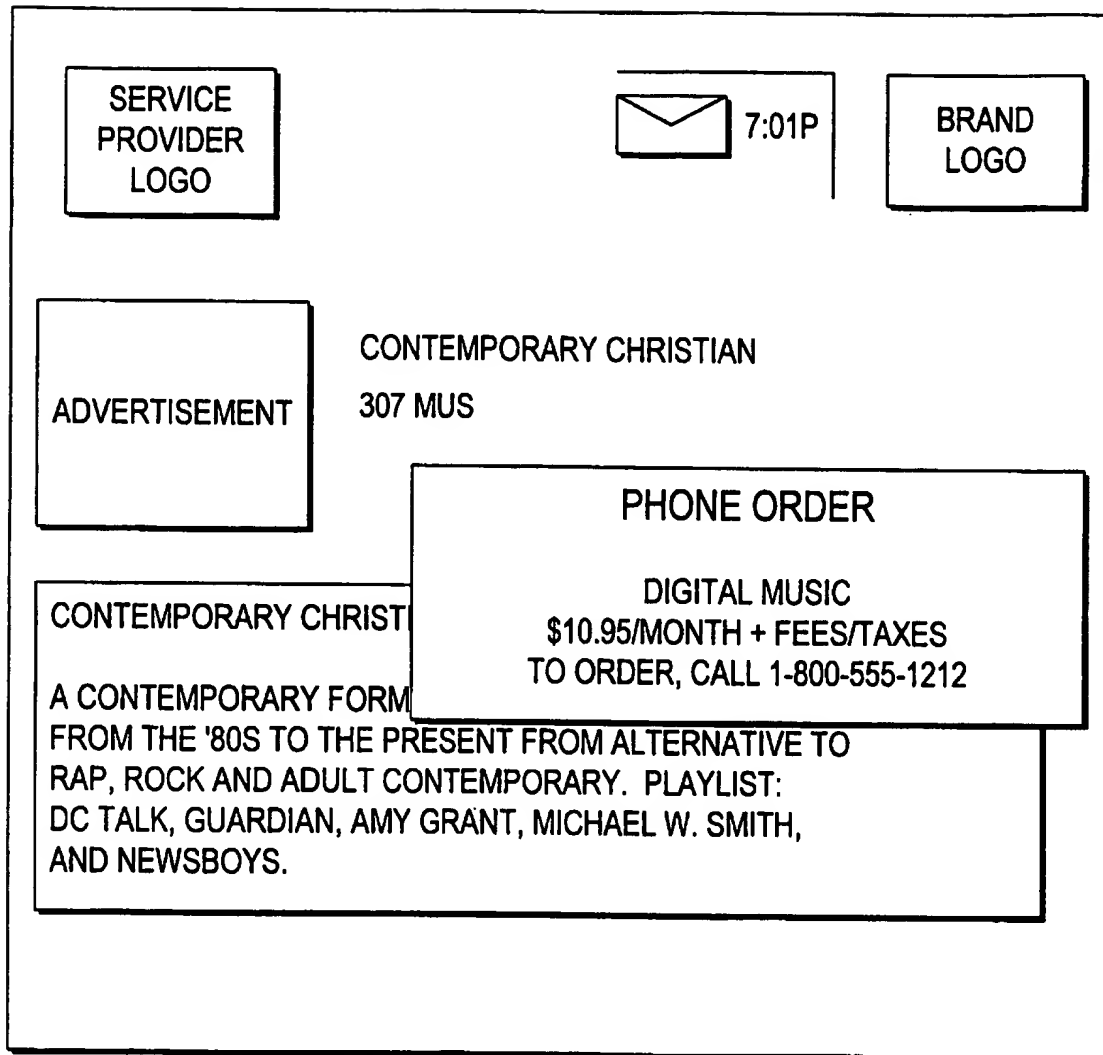 SERVICE
PROVIDER
LOGO
7:01P
BRAND
LOGO
ADVERTISEMENT
CONTEMPORARY CHRISTIAN
307 MUS
PHONE ORDER
DIGITAL MUSIC
$10.95/MONTH + FEES/TAXES
TO ORDER, CALL 1-800-555-1212
CONTEMPORARY CHRISTI
A CONTEMPORARY FORM
FROM THE '80S TO THE PRESENT FROM ALTERNATIVE TO
RAP, ROCK AND ADULT CONTEMPORARY. PLAYLIST:
DC TALK, GUARDIAN, AMY GRANT, MICHAEL W. SMITH,
AND NEWSBOYS.